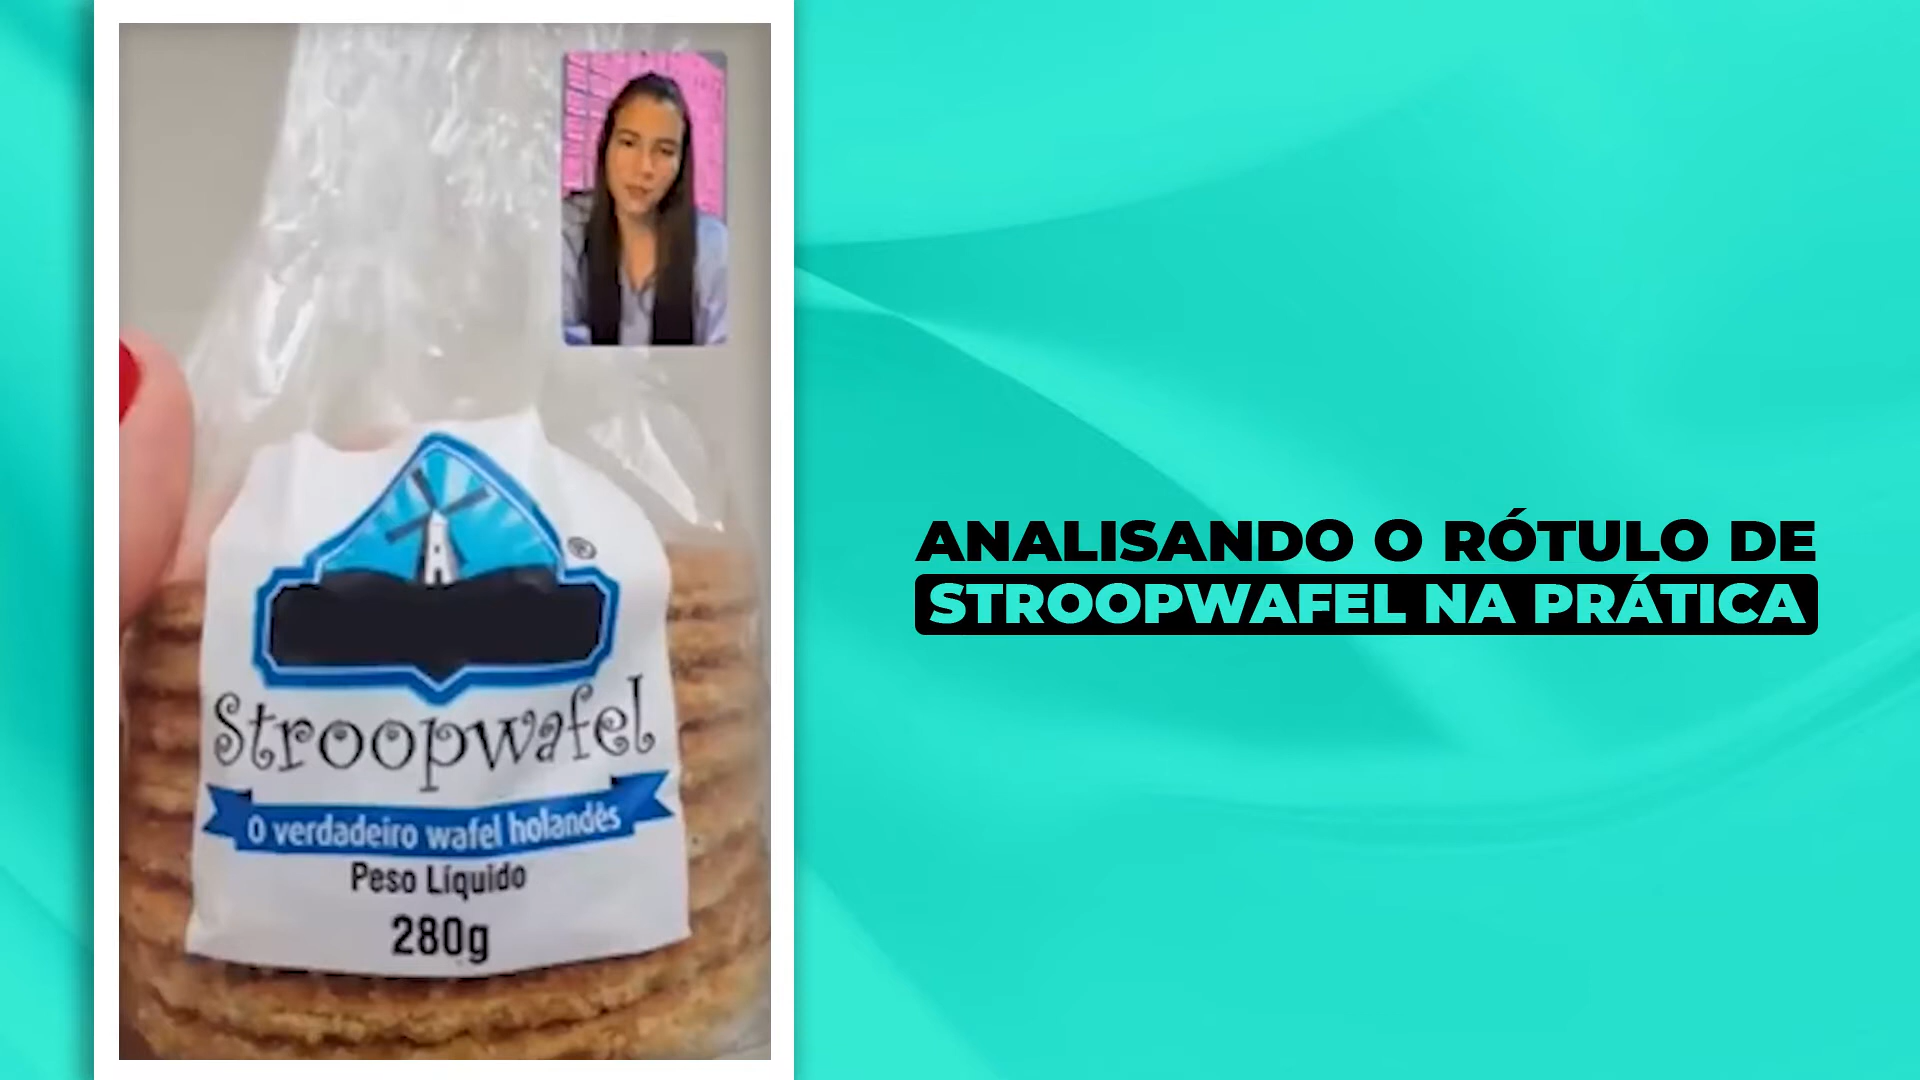 ®
Stroopwafel
O verdadeiro wafel holandês
Peso Líquido
280g
ANALISANDO O RÓTULO DE
STROOPWAFEL NA PRÁTICA